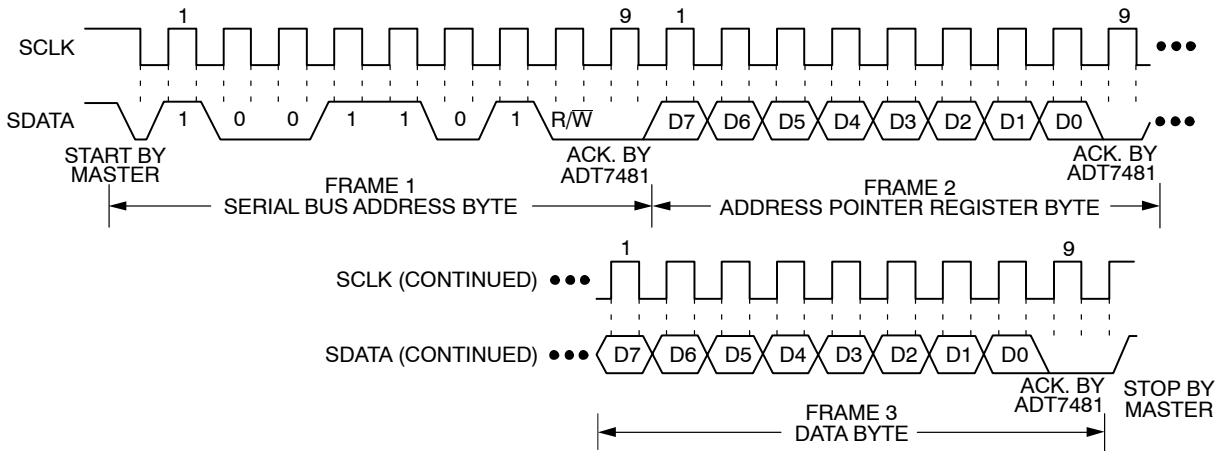 1 9 1 9
SCLK
SDATA 1 0 0 1 1 0 1 R/W̅ D7 D6 D5 D4 D3 D2 D1 D0
START BY
MASTER
ACK. BY
ADT7481
ACK. BY
ADT7481
FRAME 1
SERIAL BUS ADDRESS BYTE
FRAME 2
ADDRESS POINTER REGISTER BYTE
1 9
SCLK (CONTINUED)
SDATA (CONTINUED) D7 D6 D5 D4 D3 D2 D1 D0
ACK. BY
ADT7481
STOP BY
MASTER
FRAME 3
DATA BYTE